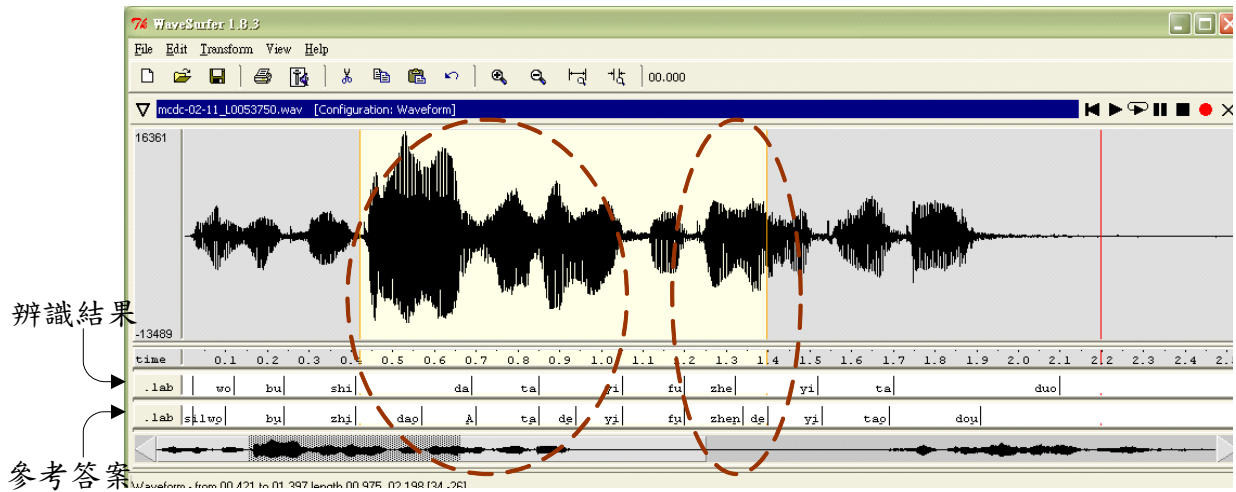 WaveSurfer 1.8.3
File Edit Transform View Help
00.000
mcdc-02-11_L0053750.wav [Configuration: Waveform]
16361
辨識結果
-13489
time 0.1 0.2 0.3 0.4 0.5 0.6 0.7 0.8 0.9 1.0 1.1 1.2 1.3 1.4 1.5 1.6 1.7 1.8 1.9 2.0 2.1 2.2 2.3 2.4
.lab wo bu shi da ta yi fu zhe yi ta duo
.lab sil wo bu zhi dao A ta de yi fu zhen de yi tao dou
參考答案
Waveform - from 00.421 to 01.397 length 00.975 02.198 [34 -26]